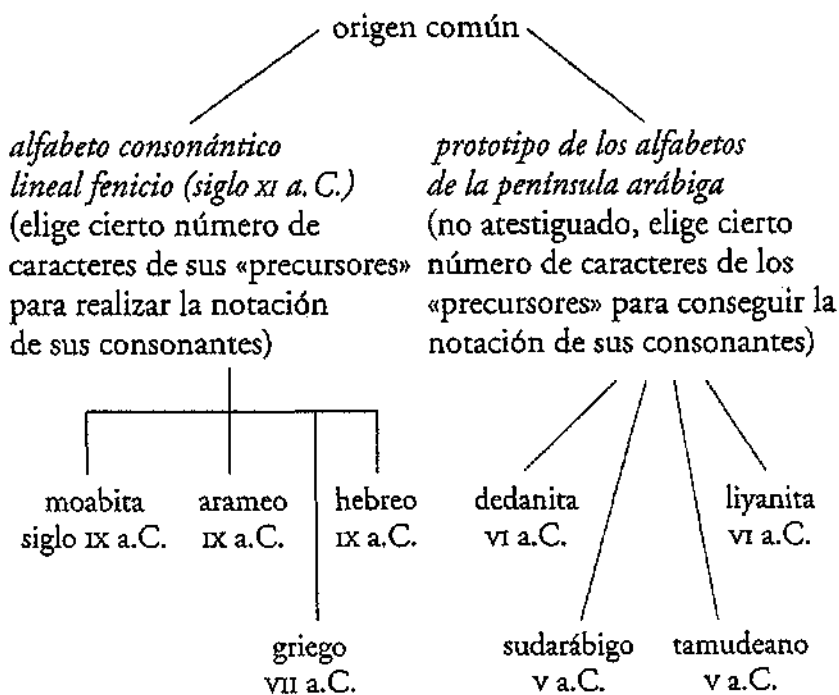 origen común
alfabeto consonántico
lineal fenicio (siglo XI a. C.)
(elige cierto número de
caracteres de sus «precursores»
para realizar la notación
de sus consonantes)
prototipo de los alfabetos
de la península arábiga
(no atestiguado, elige cierto
número de caracteres de los
«precursores» para conseguir la
notación de sus consonantes)
moabita
siglo IX a.C.
arameo
IX a.C.
hebreo
IX a.C.
griego
VII a.C.
dedanita
VI a.C.
liyanita
VI a.C.
sudarábigo
V a.C.
tamudeano
V a.C.